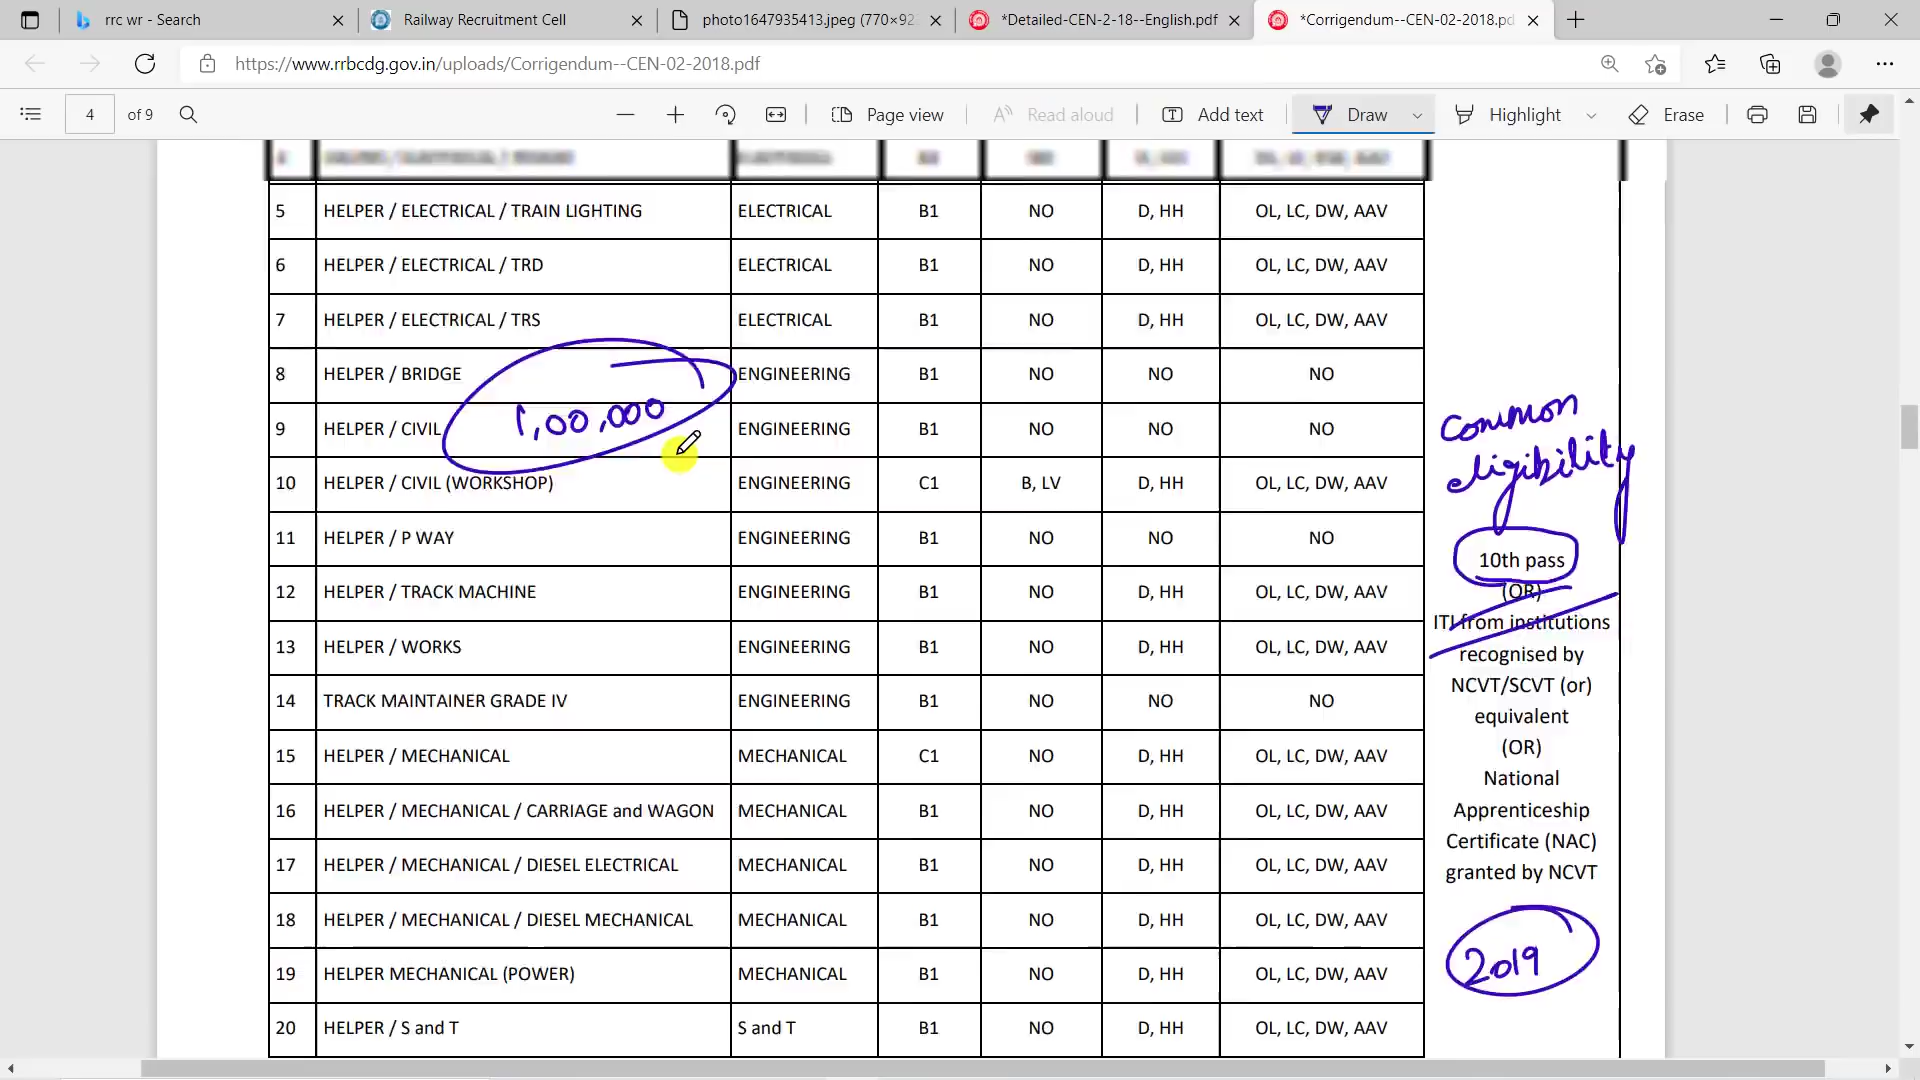 rrc wr - Search
Railway Recruitment Cell
photo1647935413.jpeg (770×92
*Detailed-CEN-2-18--English.pdf
*Corrigendum--CEN-02-2018.pd
https://www.rrbcdg.gov.in/uploads/Corrigendum--CEN-02-2018.pdf
4 of 9
Page view
Read aloud
Add text
Draw
Highlight
Erase
5 HELPER / ELECTRICAL / TRAIN LIGHTING ELECTRICAL B1 NO D, HH OL, LC, DW, AAV
6 HELPER / ELECTRICAL / TRD ELECTRICAL B1 NO D, HH OL, LC, DW, AAV
7 HELPER / ELECTRICAL / TRS ELECTRICAL B1 NO D, HH OL, LC, DW, AAV
8 HELPER / BRIDGE ENGINEERING B1 NO NO NO
1,00,000
9 HELPER / CIVIL ENGINEERING B1 NO NO NO
10 HELPER / CIVIL (WORKSHOP) ENGINEERING C1 B, LV D, HH OL, LC, DW, AAV
11 HELPER / P WAY ENGINEERING B1 NO NO NO
12 HELPER / TRACK MACHINE ENGINEERING B1 NO D, HH OL, LC, DW, AAV
13 HELPER / WORKS ENGINEERING B1 NO D, HH OL, LC, DW, AAV
14 TRACK MAINTAINER GRADE IV ENGINEERING B1 NO NO NO
15 HELPER / MECHANICAL MECHANICAL C1 NO D, HH OL, LC, DW, AAV
16 HELPER / MECHANICAL / CARRIAGE and WAGON MECHANICAL B1 NO D, HH OL, LC, DW, AAV
17 HELPER / MECHANICAL / DIESEL ELECTRICAL MECHANICAL B1 NO D, HH OL, LC, DW, AAV
18 HELPER / MECHANICAL / DIESEL MECHANICAL MECHANICAL B1 NO D, HH OL, LC, DW, AAV
19 HELPER MECHANICAL (POWER) MECHANICAL B1 NO D, HH OL, LC, DW, AAV
20 HELPER / S and T S and T B1 NO D, HH OL, LC, DW, AAV
Common
eligibility
10th pass
(OR)
ITI from institutions
recognised by
NCVT/SCVT (or)
equivalent
(OR)
National
Apprenticeship
Certificate (NAC)
granted by NCVT
2019